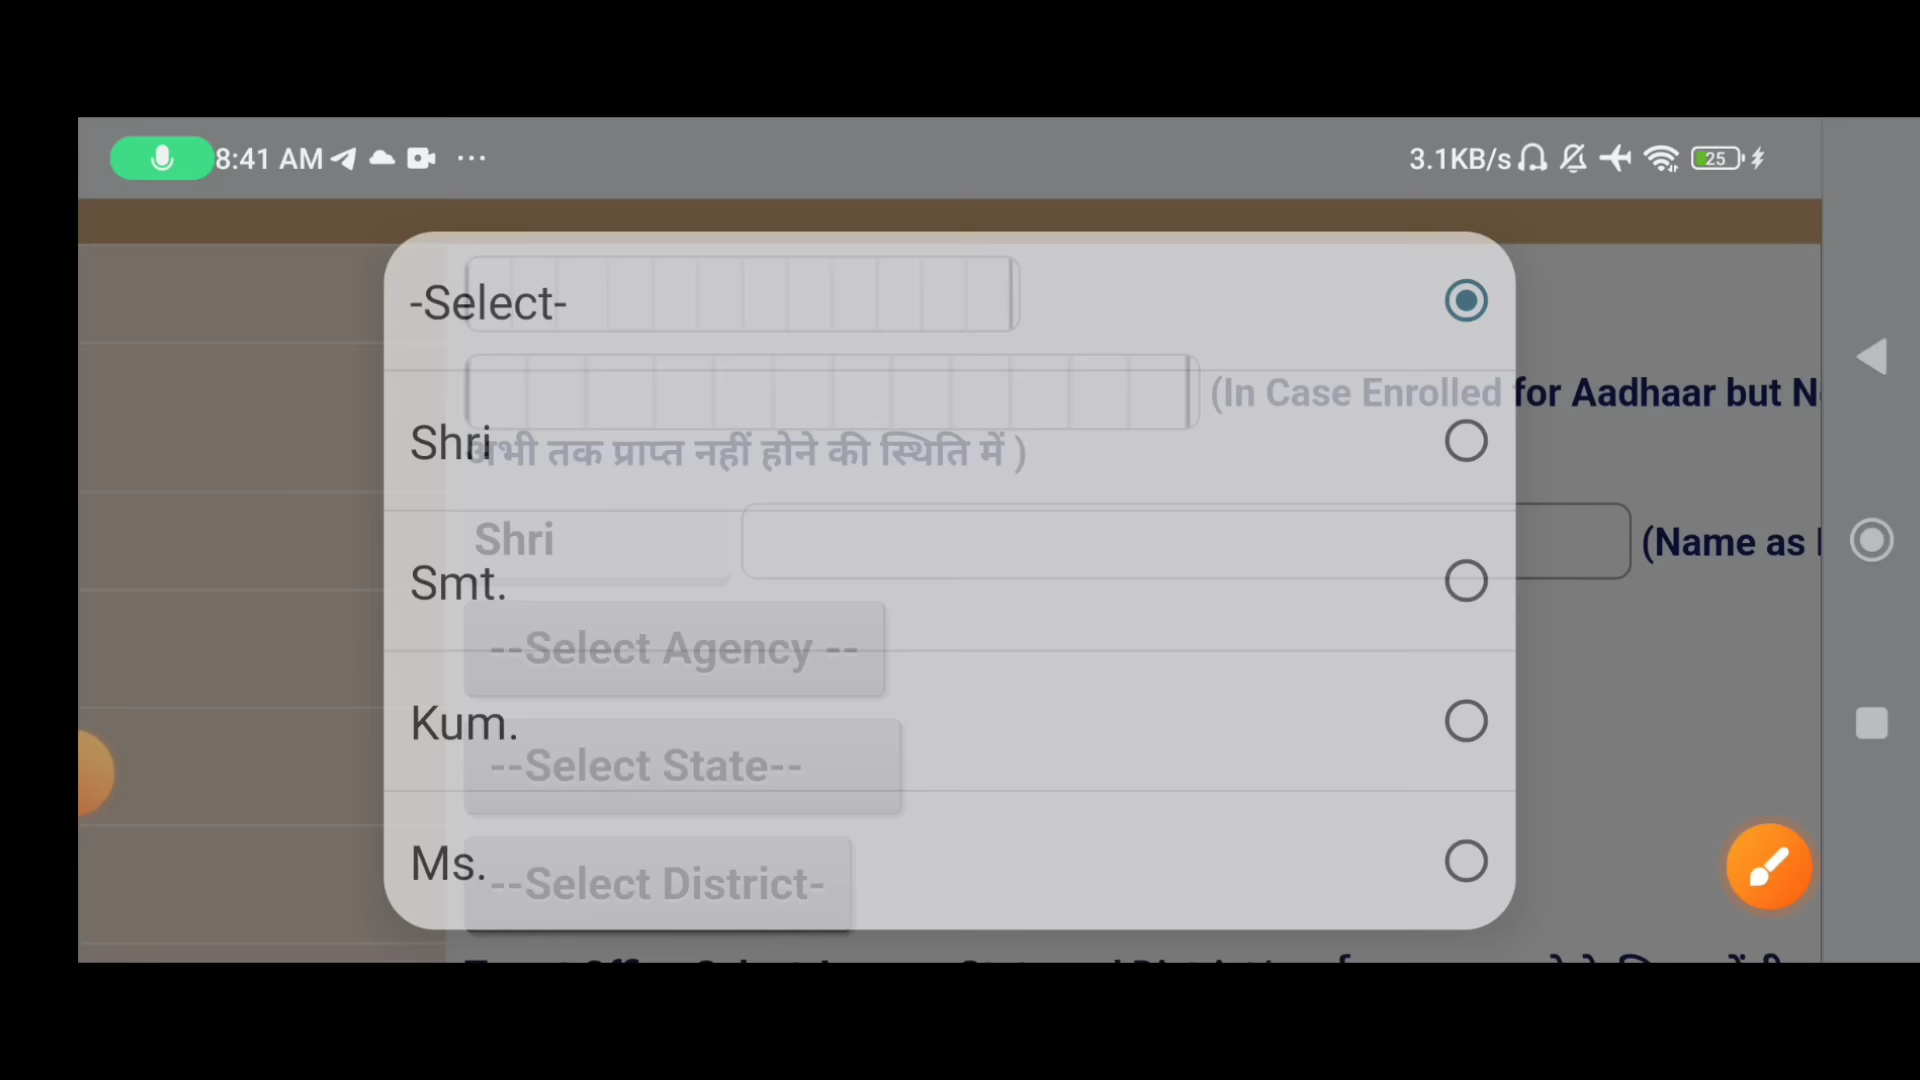 8:41 AM ... 3.1KB/s 25
-Select-
(In Case Enrolled for Aadhaar but N
Shri
अभी तक प्राप्त नहीं होने की स्थिति में )
Shri (Name as
Smt.
--Select Agency --
Kum.
--Select State--
Ms.
--Select District-